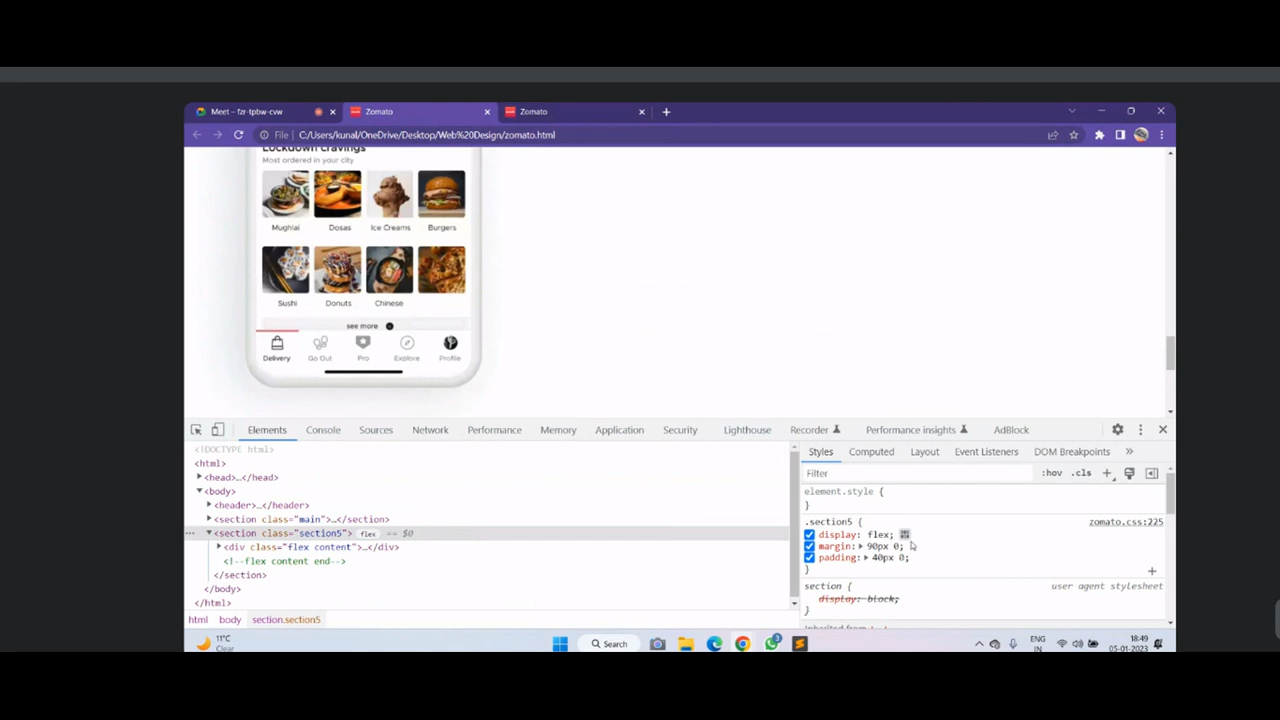 Meet – fzr-tpbw-cvw
Zomato
Zomato
File
C:/Users/kunal/OneDrive/Desktop/Web%20Design/zomato.html
Lockdown cravings
Most ordered in your city
Mughlai Dosas Ice Creams Burgers
Sushi Donuts Chinese
see more
Delivery Go Out Pro Explore Profile
Elements Console Sources Network Performance Memory Application Security Lighthouse Recorder Performance insights AdBlock
<!DOCTYPE html>
<html>
<head>…</head>
<body>
<header>…</header>
<section class="main">…</section>
<section class="section5"> flex == $0
<div class="flex content">…</div>
<!--flex content end-->
</section>
</body>
</html>
html body section.section5
Styles Computed Layout Event Listeners DOM Breakpoints
Filter :hov .cls
element.style {
}
.section5 { zomato.css:225
display: flex;
margin: 90px 0;
padding: 40px 0;
}
section { user agent stylesheet
display: block;
}
11°C
Clear
Search
3
ENG
IN
18:49
05-01-2023